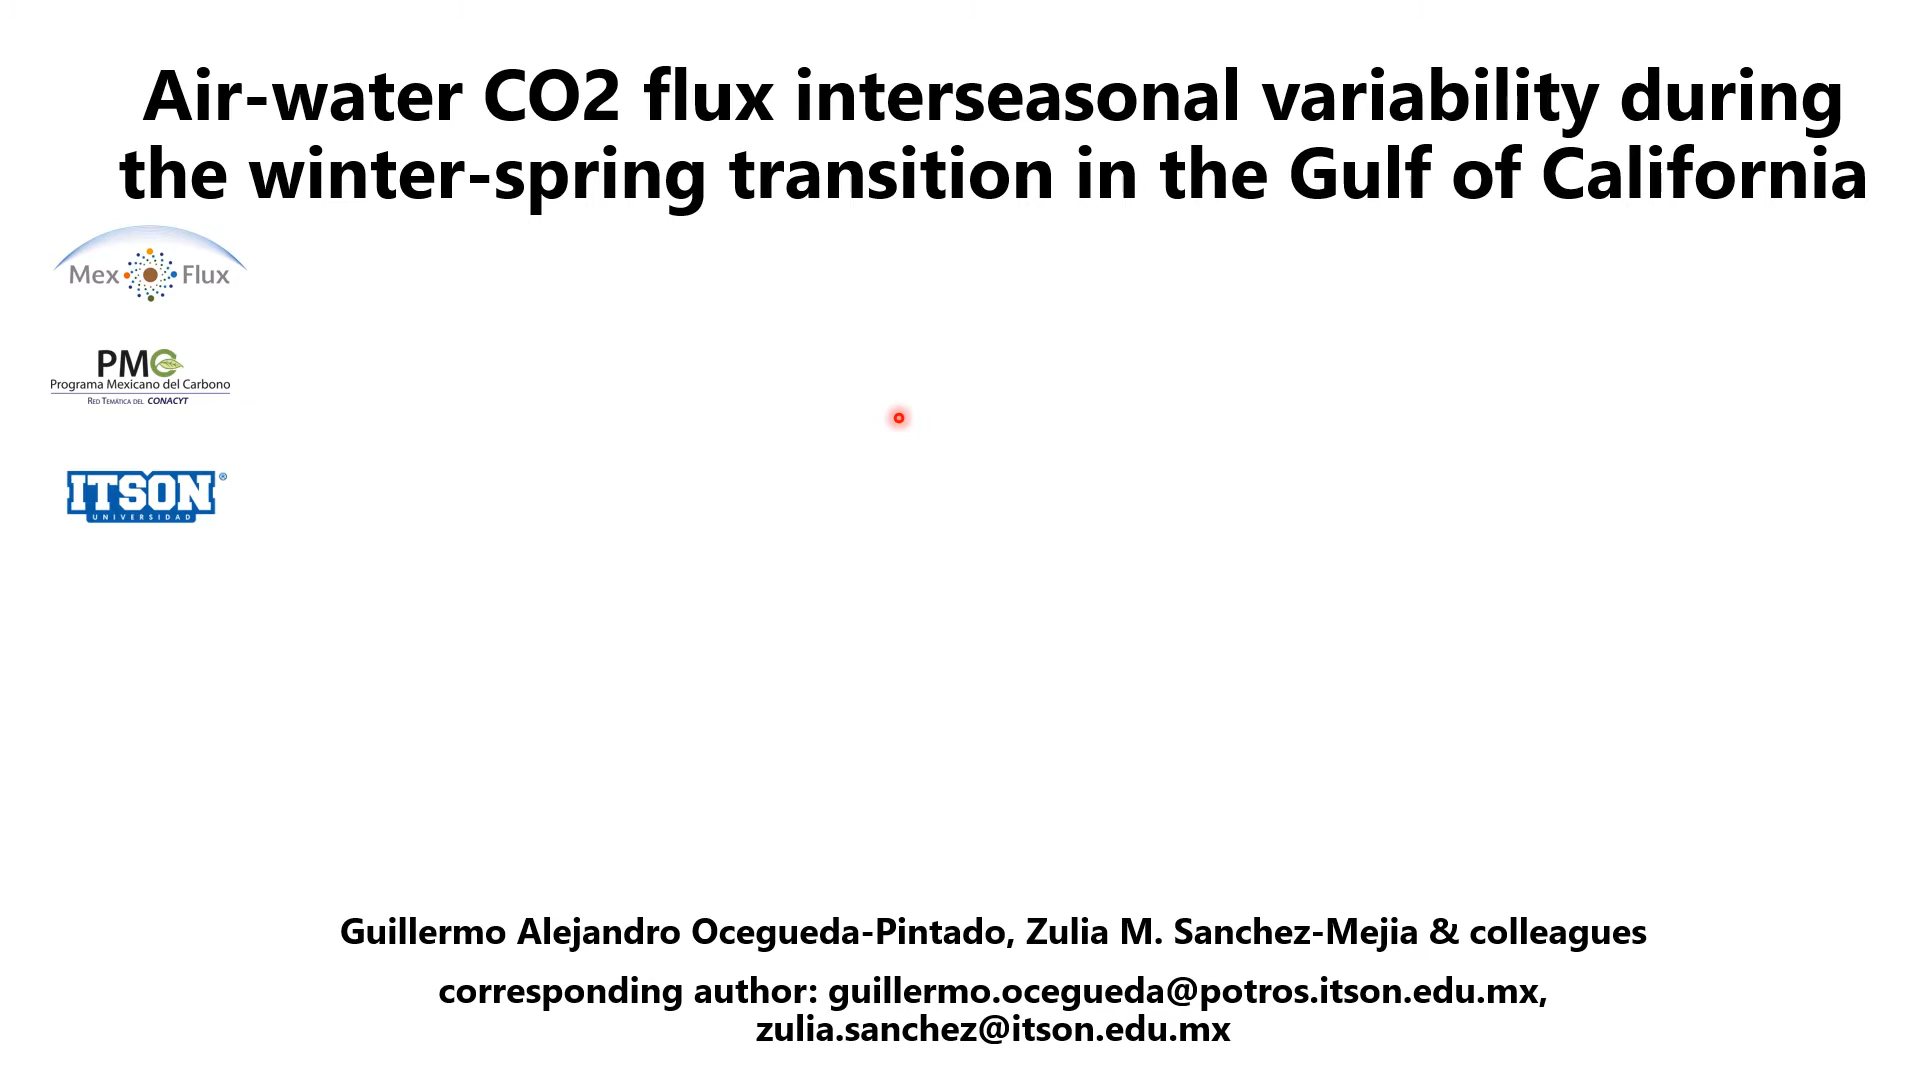 Air-water CO2 flux interseasonal variability during
the winter-spring transition in the Gulf of California
Mex Flux
PMC
Programa Mexicano del Carbono
RED TEMÁTICA DEL CONACYT
ITSON®
UNIVERSIDAD
Guillermo Alejandro Ocegueda-Pintado, Zulia M. Sanchez-Mejia & colleagues
corresponding author: guillermo.ocegueda@potros.itson.edu.mx,
zulia.sanchez@itson.edu.mx